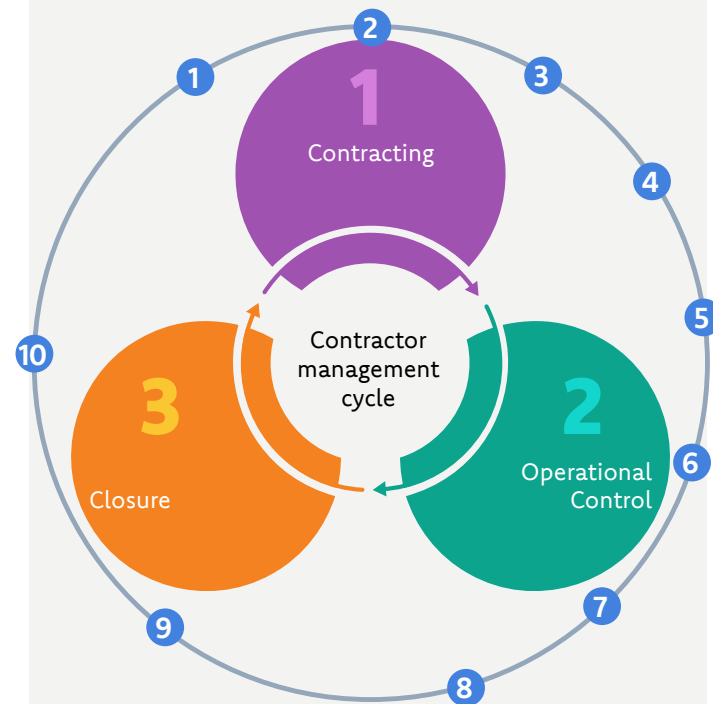 2
1
3
1
Contracting
4
5
Contractor
management
cycle
10
3
Closure
2
Operational
Control
6
7
9
8